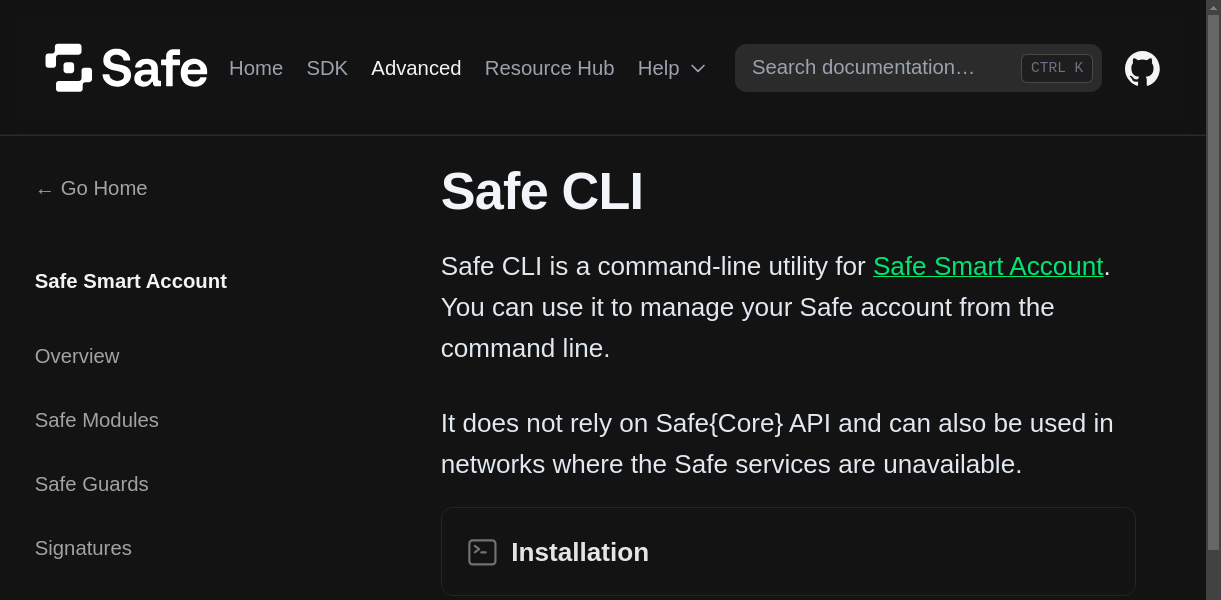 Safe
Home SDK Advanced Resource Hub Help
Search documentation… CTRL K
← Go Home
Safe Smart Account
Overview
Safe Modules
Safe Guards
Signatures
Safe CLI
Safe CLI is a command-line utility for Safe Smart Account.
You can use it to manage your Safe account from the
command line.
It does not rely on Safe{Core} API and can also be used in
networks where the Safe services are unavailable.
Installation